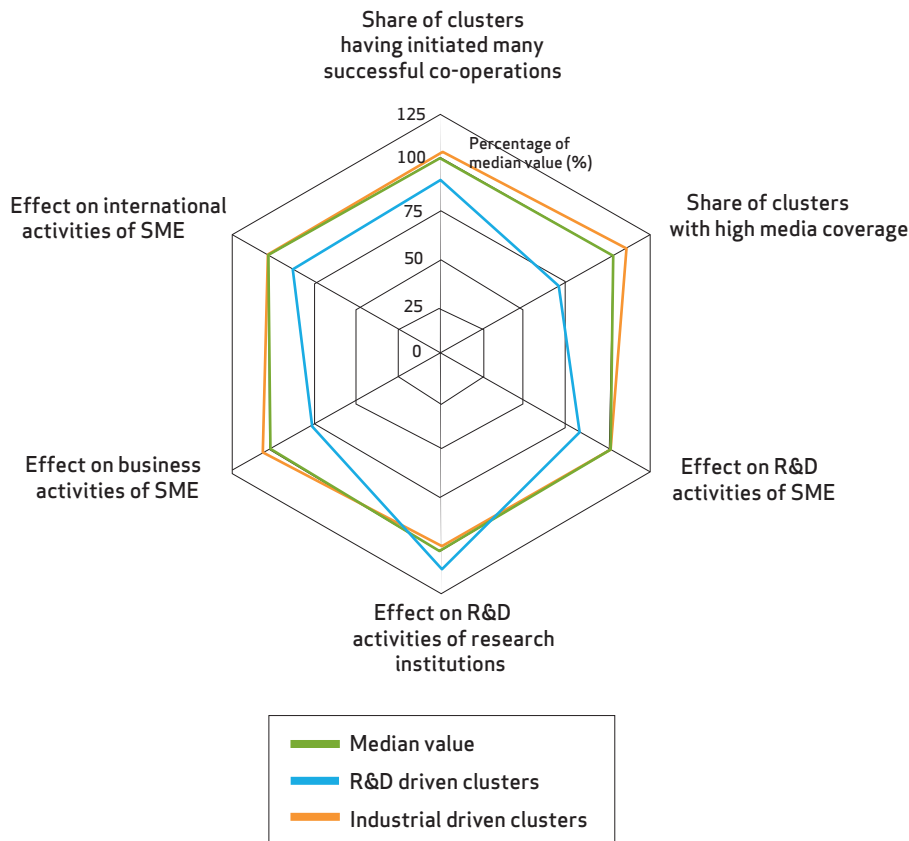 Share of clusters
having initiated many
successful co-operations
125
Percentage of
median value (%)
100
75
50
25
0
Effect on international
activities of SME
Share of clusters
with high media coverage
Effect on business
activities of SME
Effect on R&D
activities of SME
Effect on R&D
activities of research
institutions
Median value
R&D driven clusters
Industrial driven clusters